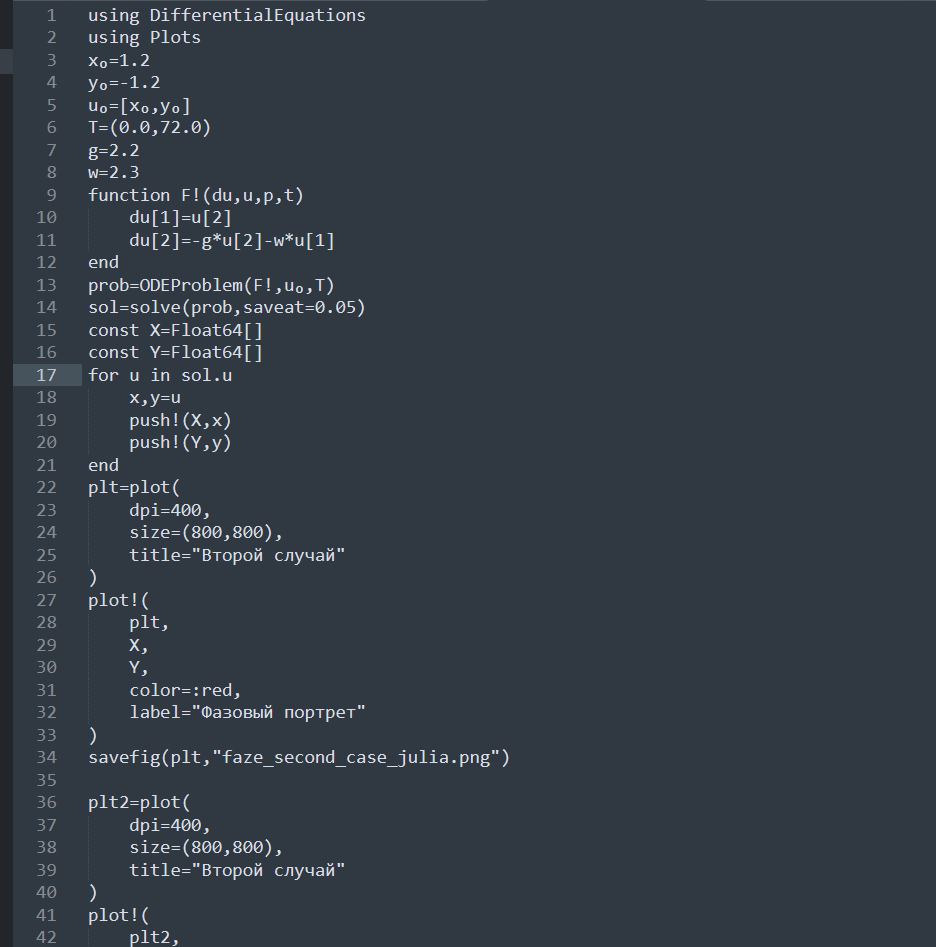 1 using DifferentialEquations
2 using Plots
3 x₀=1.2
4 y₀=-1.2
5 u₀=[x₀,y₀]
6 T=(0.0,72.0)
7 g=2.2
8 w=2.3
9 function F!(du,u,p,t)
10     du[1]=u[2]
11     du[2]=-g*u[2]-w*u[1]
12 end
13 prob=ODEProblem(F!,u₀,T)
14 sol=solve(prob,saveat=0.05)
15 const X=Float64[]
16 const Y=Float64[]
17 for u in sol.u
18     x,y=u
19     push!(X,x)
20     push!(Y,y)
21 end
22 plt=plot(
23     dpi=400,
24     size=(800,800),
25     title="Второй случай"
26 )
27 plot!(
28     plt,
29     X,
30     Y,
31     color=:red,
32     label="Фазовый портрет"
33 )
34 savefig(plt,"faze_second_case_julia.png")
35
36 plt2=plot(
37     dpi=400,
38     size=(800,800),
39     title="Второй случай"
40 )
41 plot!(
42     plt2,